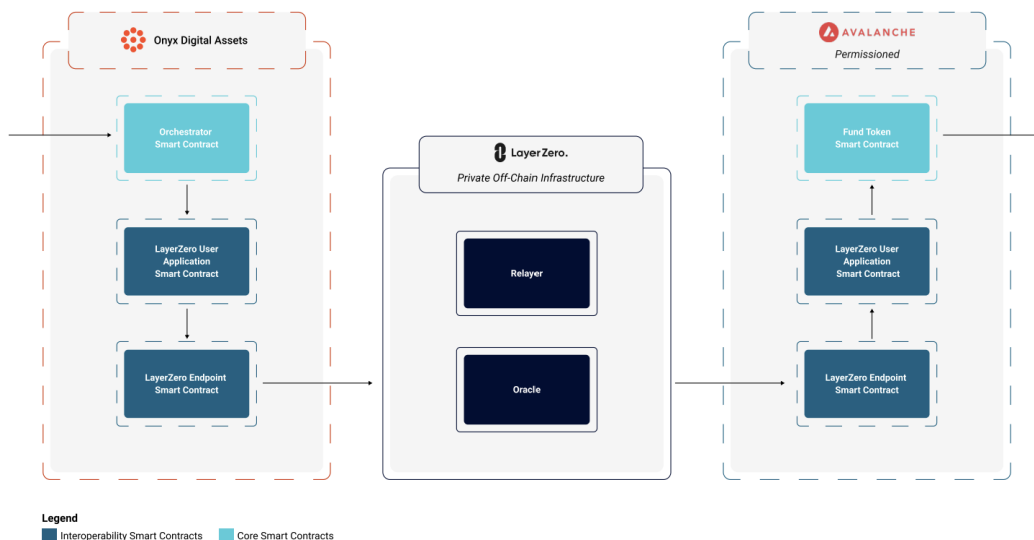 Onyx Digital Assets
Orchestrator
Smart Contract
LayerZero User
Application
Smart Contract
LayerZero Endpoint
Smart Contract
LayerZero.
Private Off-Chain Infrastructure
Relayer
Oracle
AVALANCHE
Permissioned
Fund Token
Smart Contract
LayerZero User
Application
Smart Contract
LayerZero Endpoint
Smart Contract
Legend
Interoperability Smart Contracts
Core Smart Contracts